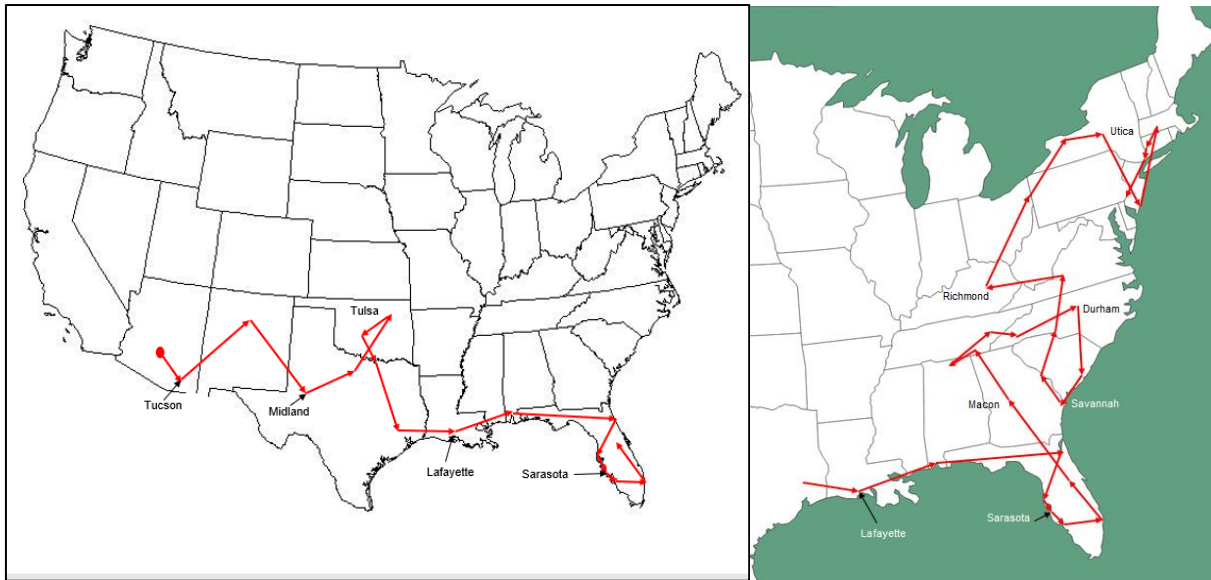 Tulsa
Tucson
Midland
Lafayette
Sarasota
Utica
Richmond
Durham
Macon
Savannah
Sarasota
Lafayette